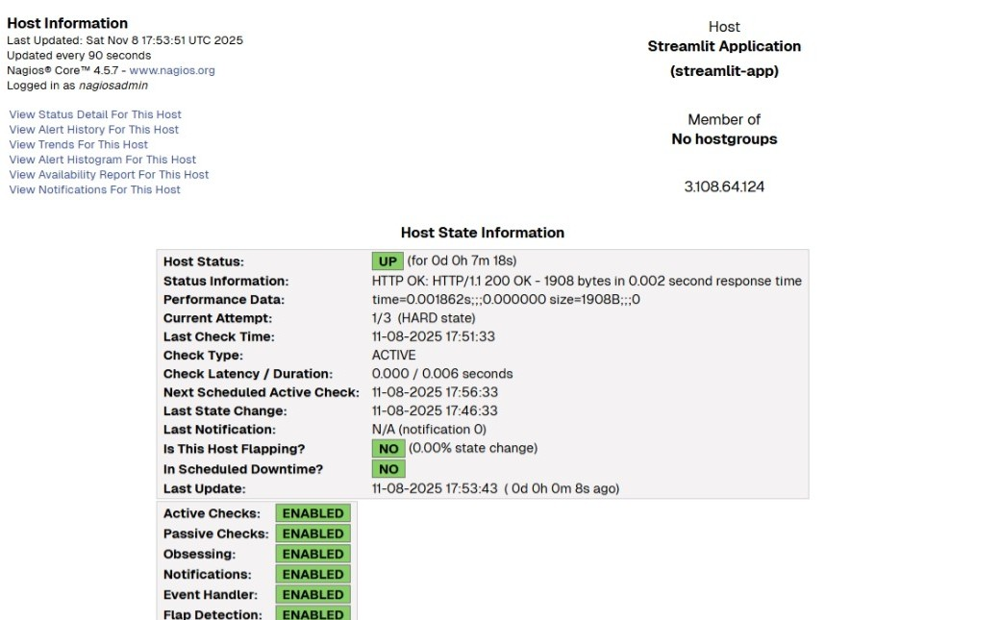 Host Information
Last Updated: Sat Nov 8 17:53:51 UTC 2025
Updated every 90 seconds
Nagios® Core™ 4.5.7 - www.nagios.org
Logged in as nagiosadmin
View Status Detail For This Host
View Alert History For This Host
View Trends For This Host
View Alert Histogram For This Host
View Availability Report For This Host
View Notifications For This Host
Host
Streamlit Application
(streamlit-app)
Member of
No hostgroups
3.108.64.124
Host State Information
Host Status: UP (for 0d 0h 7m 18s)
Status Information: HTTP OK: HTTP/1.1 200 OK - 1908 bytes in 0.002 second response time
Performance Data: time=0.001862s;;;0.000000 size=1908B;;;0
Current Attempt: 1/3 (HARD state)
Last Check Time: 11-08-2025 17:51:33
Check Type: ACTIVE
Check Latency / Duration: 0.000 / 0.006 seconds
Next Scheduled Active Check: 11-08-2025 17:56:33
Last State Change: 11-08-2025 17:46:33
Last Notification: N/A (notification 0)
Is This Host Flapping? NO (0.00% state change)
In Scheduled Downtime? NO
Last Update: 11-08-2025 17:53:43 ( 0d 0h 0m 8s ago)
Active Checks: ENABLED
Passive Checks: ENABLED
Obsessing: ENABLED
Notifications: ENABLED
Event Handler: ENABLED
Flap Detection: ENABLED